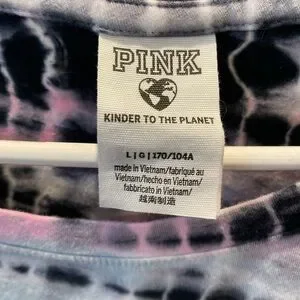 PINK
KINDER TO THE PLANET
L | G | 170/104A
made in Vietnam/fabriqué au
Vietnam/hecho en Vietnam/
fabbricato in Vietnam/
越南制造